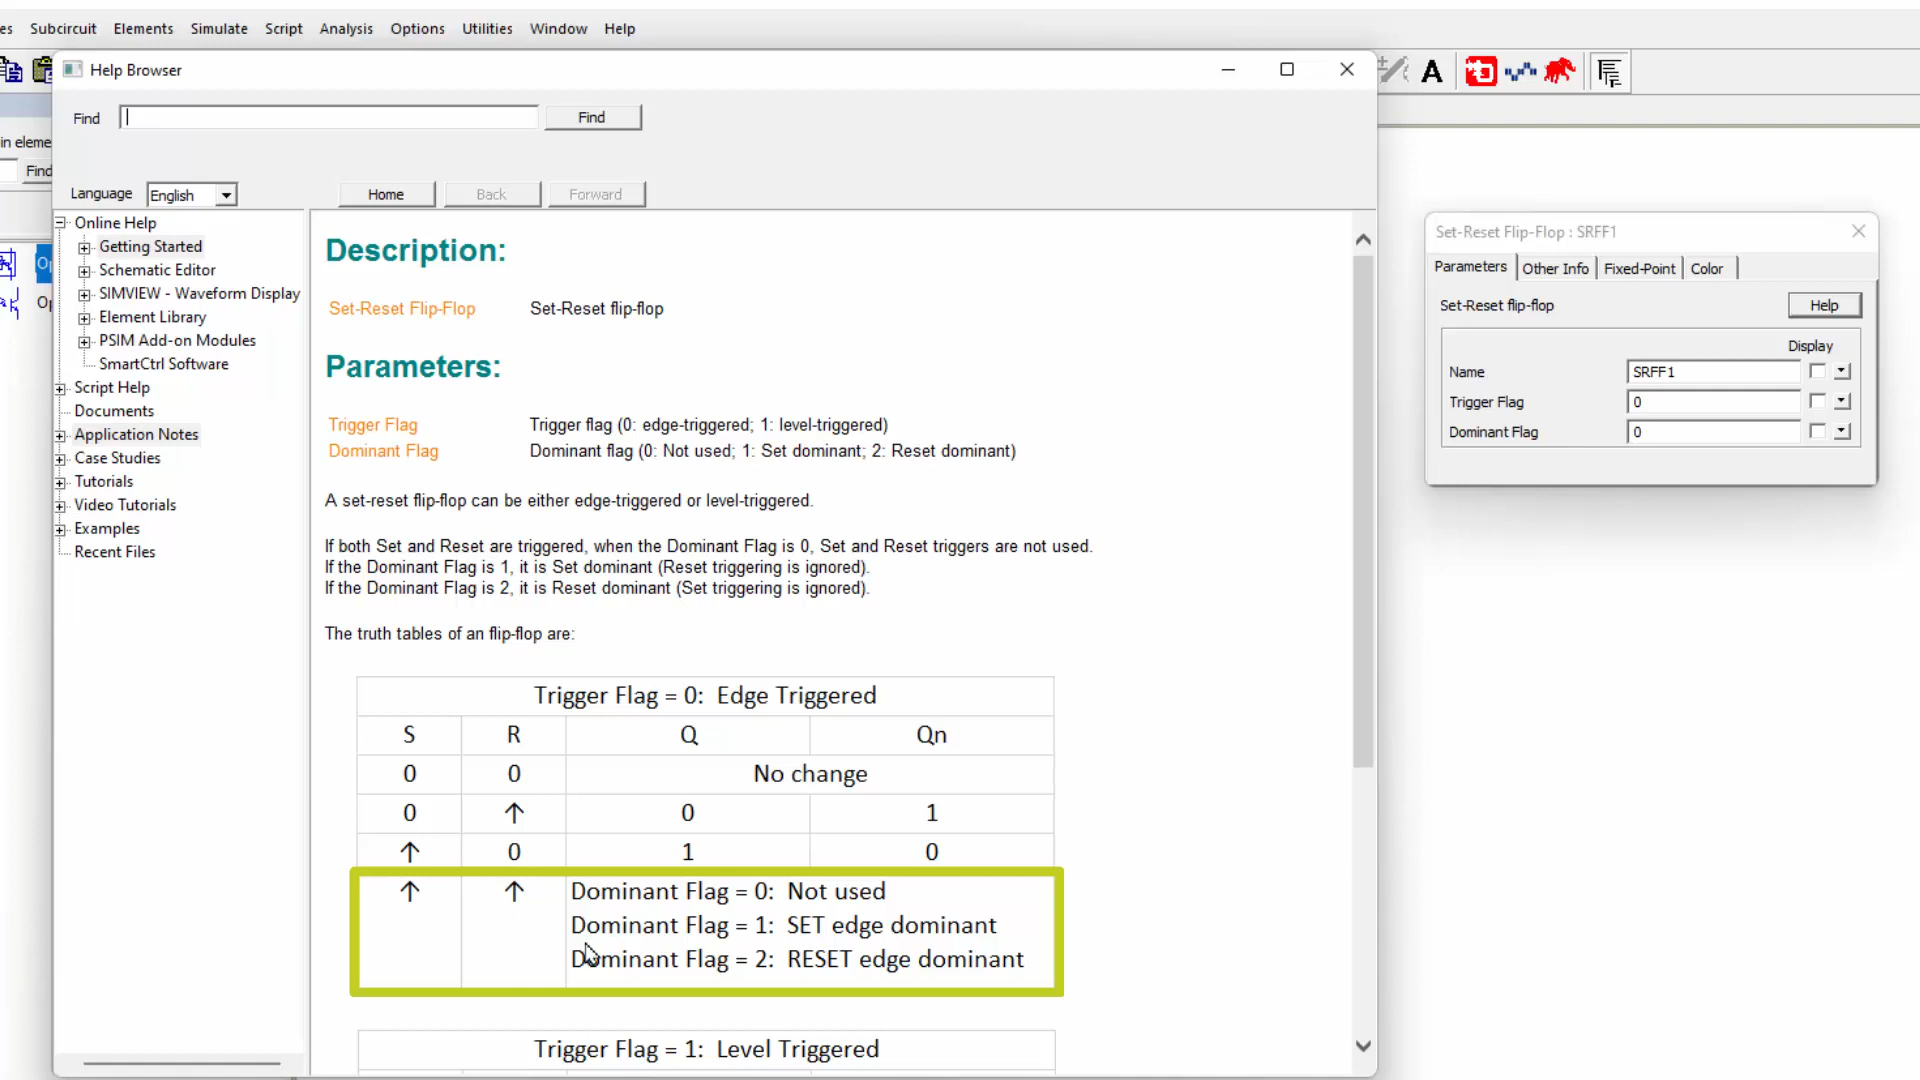 es Subcircuit Elements Simulate Script Analysis Options Utilities Window Help
Help Browser
A
Find Find
in eleme
Find
Language English Home Back Forward
Online Help
Getting Started
Schematic Editor
SIMVIEW - Waveform Display
Element Library
PSIM Add-on Modules
SmartCtrl Software
Script Help
Documents
Application Notes
Case Studies
Tutorials
Video Tutorials
Examples
Recent Files
Op
Op
Description:
Set-Reset Flip-Flop Set-Reset flip-flop
Parameters:
Trigger Flag Trigger flag (0: edge-triggered; 1: level-triggered)
Dominant Flag Dominant flag (0: Not used; 1: Set dominant; 2: Reset dominant)
A set-reset flip-flop can be either edge-triggered or level-triggered.
If both Set and Reset are triggered, when the Dominant Flag is 0, Set and Reset triggers are not used.
If the Dominant Flag is 1, it is Set dominant (Reset triggering is ignored).
If the Dominant Flag is 2, it is Reset dominant (Set triggering is ignored).
The truth tables of an flip-flop are:
Trigger Flag = 0: Edge Triggered
S R Q Qn
0 0 No change
0 ↑ 0 1
↑ 0 1 0
↑ ↑ Dominant Flag = 0: Not used
Dominant Flag = 1: SET edge dominant
Dominant Flag = 2: RESET edge dominant
Trigger Flag = 1: Level Triggered
Set-Reset Flip-Flop : SRFF1
Parameters Other Info Fixed-Point Color
Set-Reset flip-flop Help
Display
Name SRFF1
Trigger Flag 0
Dominant Flag 0